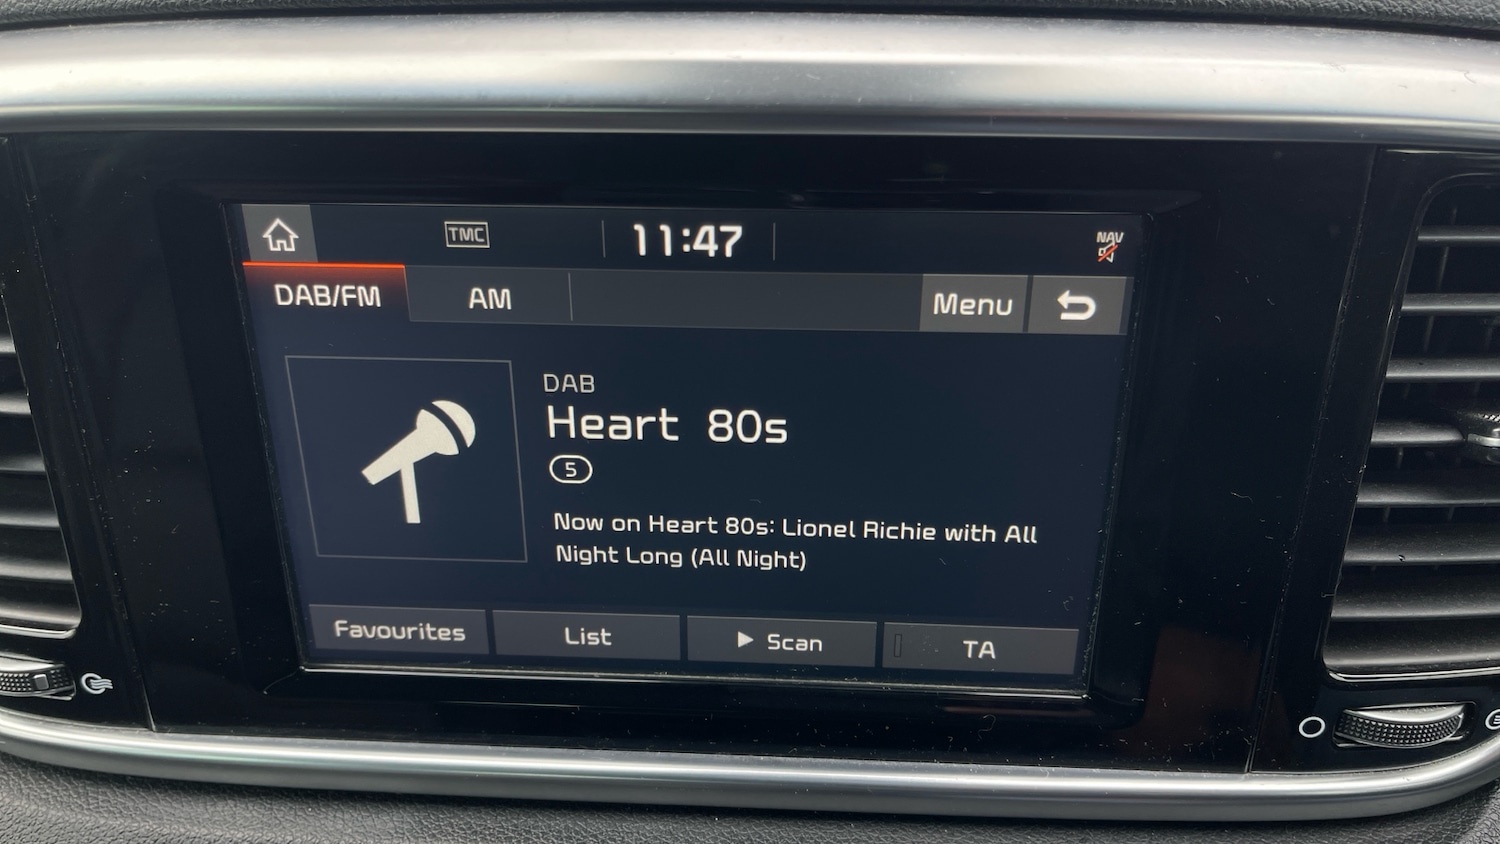 TMC
11:47
NAV
DAB/FM
AM
Menu
DAB
Heart 80s
5
Now on Heart 80s: Lionel Richie with All
Night Long (All Night)
Favourites
List
Scan
TA